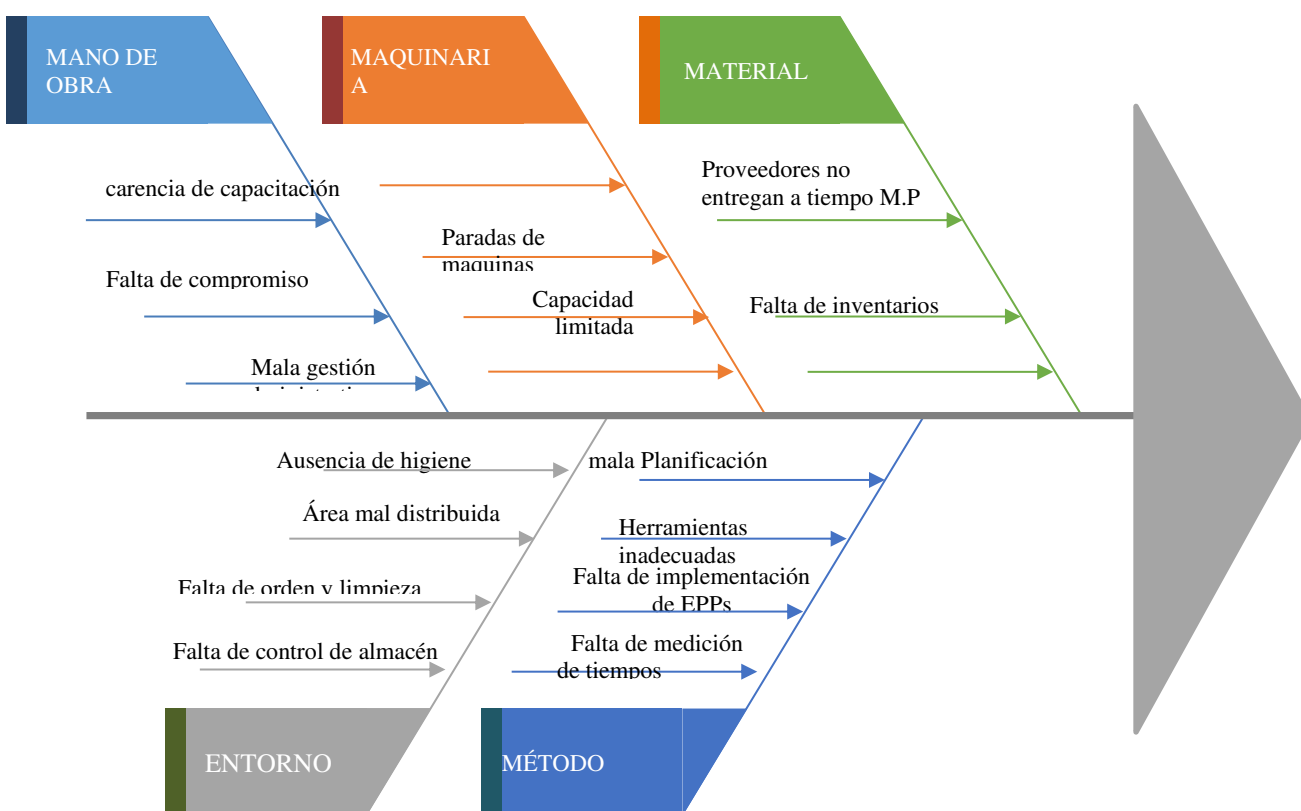 MANO DE
OBRA
MAQUINARI
A
MATERIAL
carencia de capacitación
Falta de compromiso
Mala gestión
Paradas de
maquinas
Capacidad
limitada
Proveedores no
entregan a tiempo M.P
Falta de inventarios
Ausencia de higiene
Área mal distribuida
Falta de orden y limpieza
Falta de control de almacén
mala Planificación
Herramientas
inadecuadas
Falta de implementación
de EPPs
Falta de medición
de tiempos
ENTORNO
MÉTODO